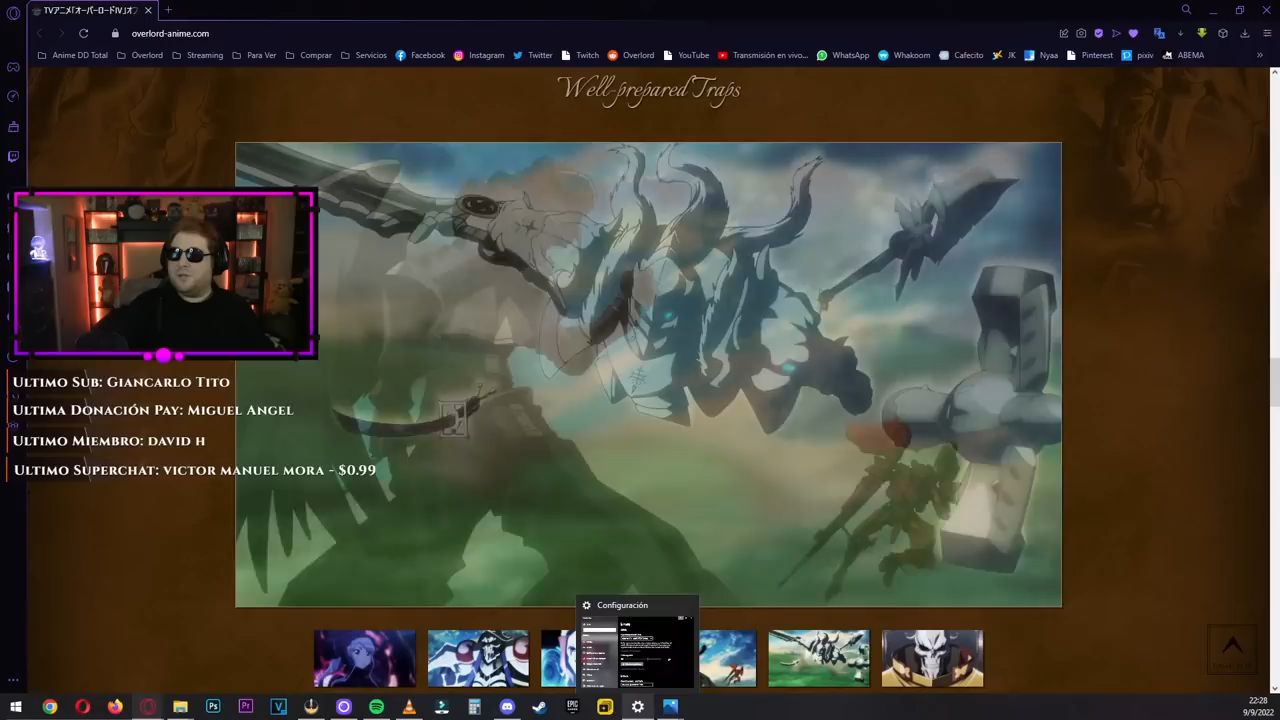 TVアニメ「オーバーロードIV」オフ
overlord-anime.com
Anime DD Total
Overlord
Streaming
Para Ver
Comprar
Servicios
Facebook
Instagram
Twitter
Twitch
Overlord
YouTube
Transmisión en vivo...
WhatsApp
Whakoom
Cafecito
JK
Nyaa
Pinterest
pixiv
ABEMA
Well-prepared Traps
Ultimo Sub: Giancarlo Tito
Ultima Donación Pay: Miguel Angel
Ultimo Miembro: david h
Ultimo Superchat: victor manuel mora - $0.99
Configuración
22:28
9/9/2022